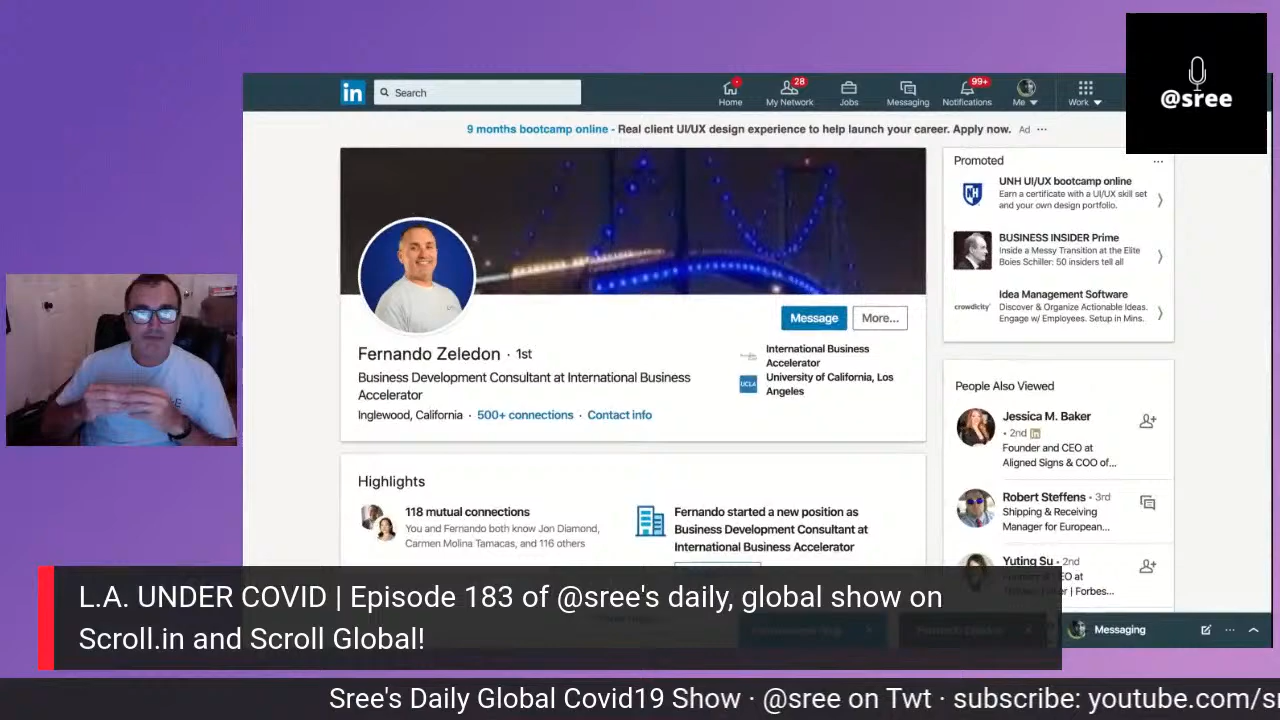 @sree
in
Search
Home
28
My Network
Jobs
Messaging
99+
Notifications
Me
Work
9 months bootcamp online - Real client UI/UX design experience to help launch your career. Apply now. Ad ···
Fernando Zeledon · 1st
Business Development Consultant at International Business
Accelerator
Inglewood, California · 500+ connections · Contact info
Message
More...
International Business
Accelerator
UCLA
University of California, Los
Angeles
Highlights
118 mutual connections
You and Fernando both know Jon Diamond,
Carmen Molina Tamacas, and 116 others
Fernando started a new position as
Business Development Consultant at
International Business Accelerator
Promoted
UNH UI/UX bootcamp online
Earn a certificate with a UI/UX skill set
and your own design portfolio.
BUSINESS INSIDER Prime
Inside a Messy Transition at the Elite
Boies Schiller: 50 insiders tell all
crowdicity
Idea Management Software
Discover & Organize Actionable Ideas.
Engage w/ Employees. Setup in Mins.
People Also Viewed
Jessica M. Baker
• 2nd in
Founder and CEO at
Aligned Signs & COO of...
Robert Steffens • 3rd
Shipping & Receiving
Manager for European...
Yuting Su • 2nd
Forbes...
Messaging
L.A. UNDER COVID | Episode 183 of @sree's daily, global show on
Scroll.in and Scroll Global!
Sree's Daily Global Covid19 Show · @sree on Twt · subscribe: youtube.com/s